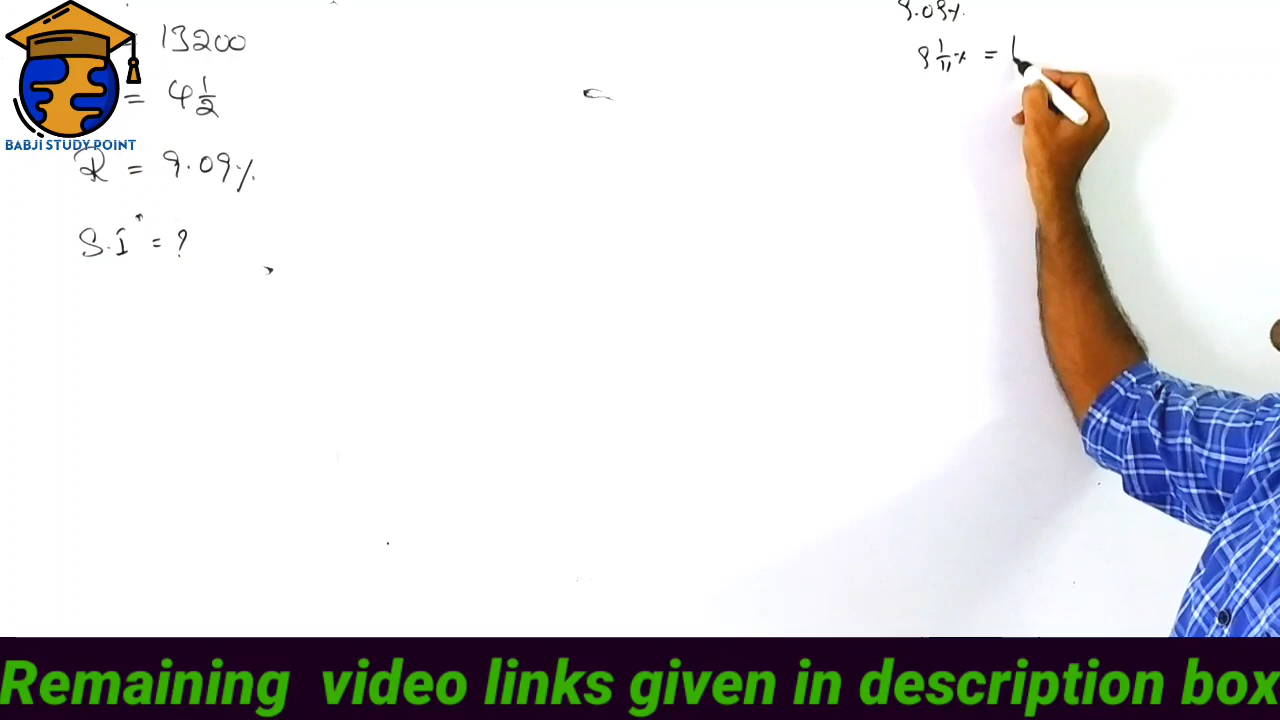 = 13200
= 4 1/2
R = 9.09%
S.I = ?
9.09%
9 1/11 % = 1
BABJI STUDY POINT
Remaining video links given in description box